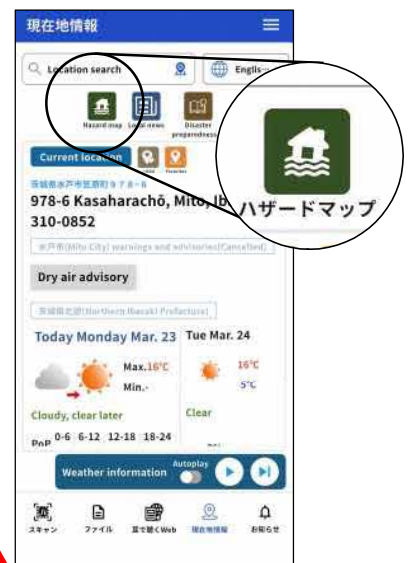 現在地情報
Location search
Englis…
Hazard map
Local news
Disaster preparedness
ハザードマップ
Current location
茨城県水戸市笠原町978-6
978-6 Kasaharachō, Mito, Ib
310-0852
水戸市(Mito City) warnings and advisories(Cancelled)
Dry air advisory
茨城県北部(Northern Ibaraki Prefecture)
Today Monday Mar. 23
Tue Mar. 24
Max.16℃
Min.-
16℃
5℃
Cloudy, clear later
Clear
PoP 0-6 6-12 12-18 18-24
Weather information
Autoplay
スキャン
ファイル
耳で聴くWeb
現在地情報
お知らせ